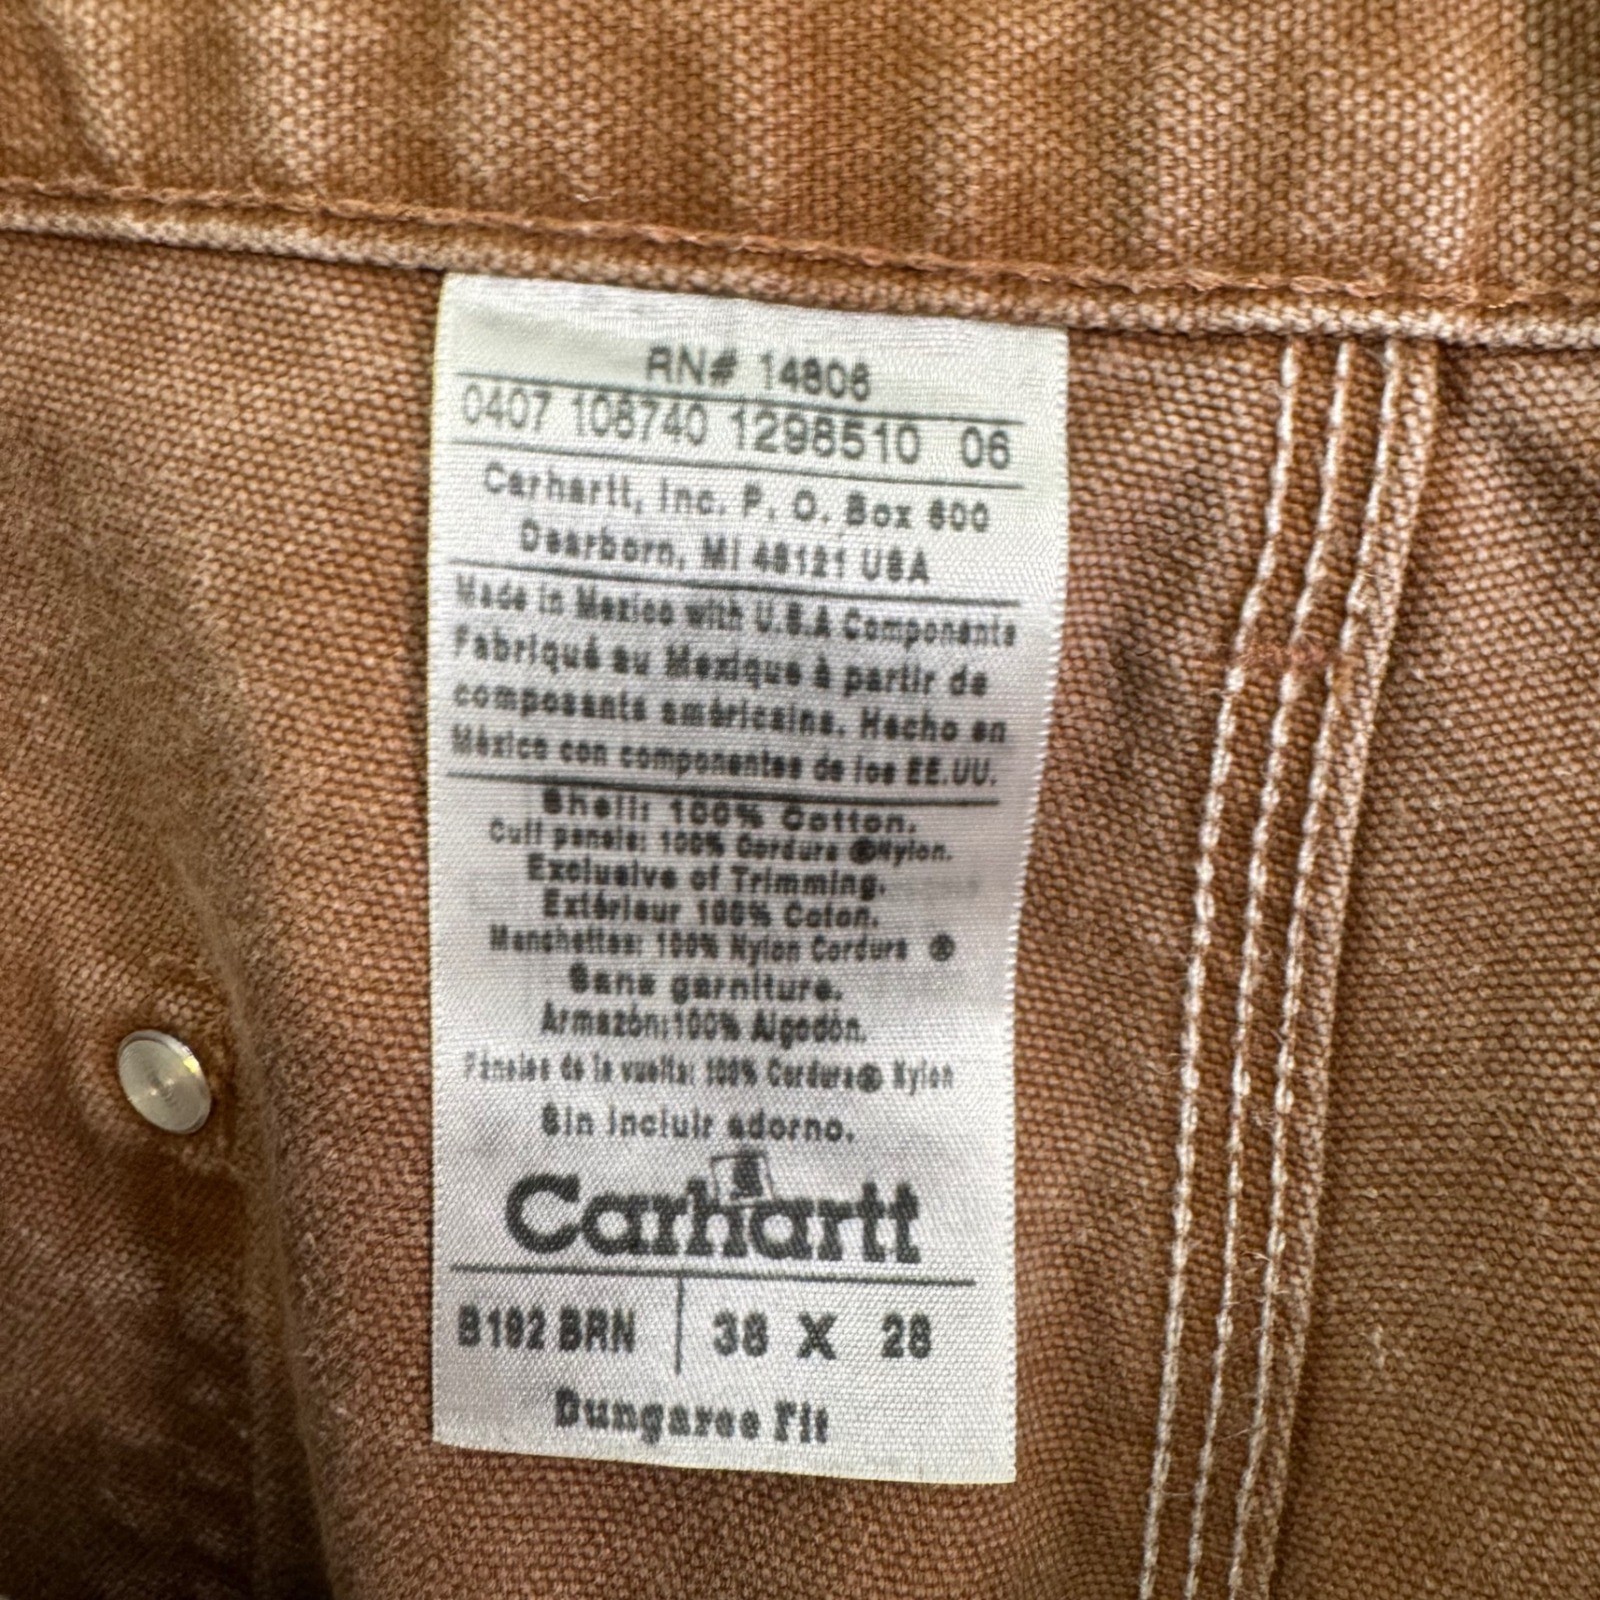 RN# 14806
0407 108740 1298510 06
Carhartt, Inc. P. O. Box 600
Dearborn, MI 48121 USA
Made in Mexico with U.S.A Components
Fabriqué au Mexique à partir de
composants américains. Hecho en
México con componentes de los EE.UU.
Shell: 100% Cotton.
Cuff panels: 100% Cordura ®Nylon.
Exclusive of Trimming.
Extérieur 100% Coton.
Manchettes: 100% Nylon Cordura ®
Sans garniture.
Armazón:100% Algodón.
Páneles de la vuelta: 100% Cordura® Nylon
Sin incluir adorno.
Carhartt
B192 BRN 38 X 28
Dungaree Fit